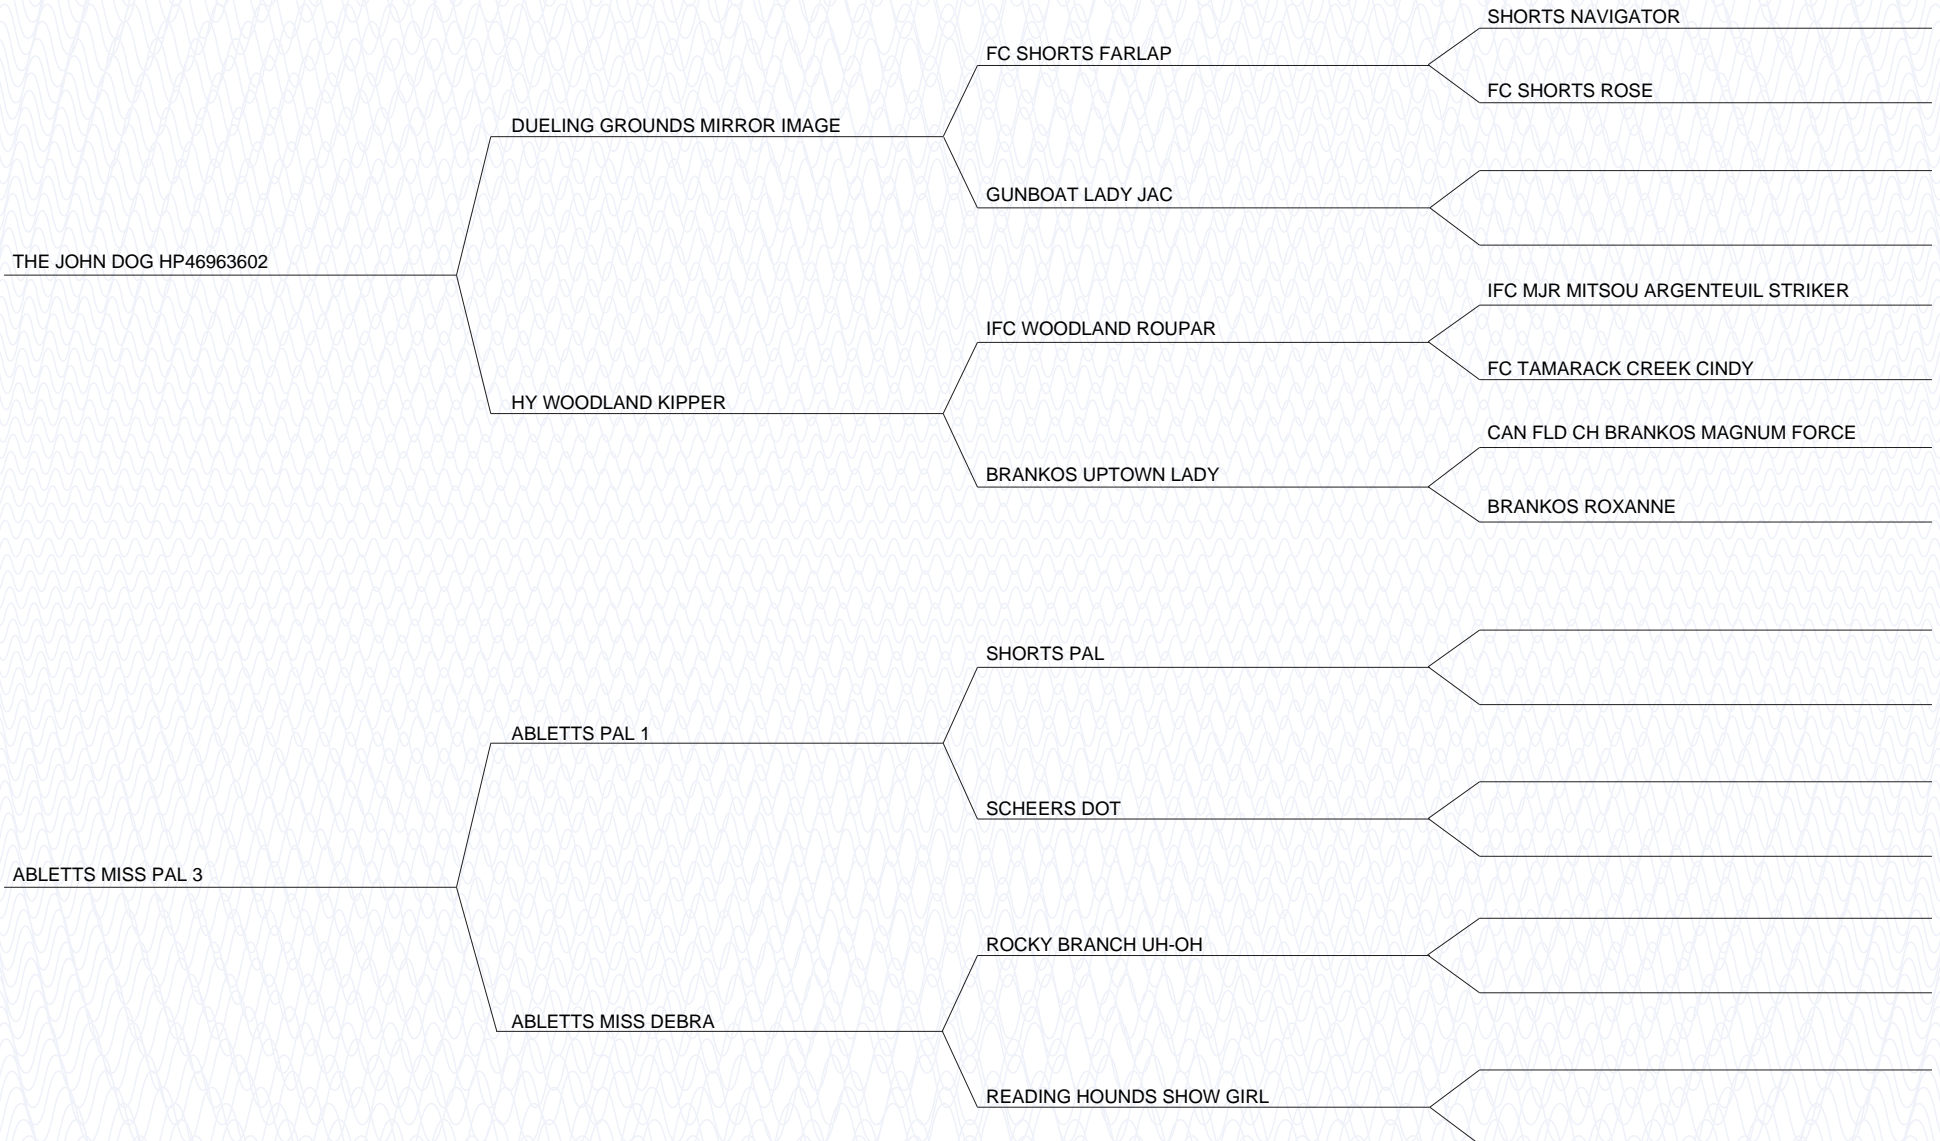 SHORTS NAVIGATOR
FC SHORTS FARLAP
FC SHORTS ROSE
DUELING GROUNDS MIRROR IMAGE
GUNBOAT LADY JAC
THE JOHN DOG HP46963602
IFC MJR MITSOU ARGENTEUIL STRIKER
IFC WOODLAND ROUPAR
FC TAMARACK CREEK CINDY
HY WOODLAND KIPPER
CAN FLD CH BRANKOS MAGNUM FORCE
BRANKOS UPTOWN LADY
BRANKOS ROXANNE
SHORTS PAL
ABLETTS PAL 1
SCHEERS DOT
ABLETTS MISS PAL 3
ROCKY BRANCH UH-OH
ABLETTS MISS DEBRA
READING HOUNDS SHOW GIRL